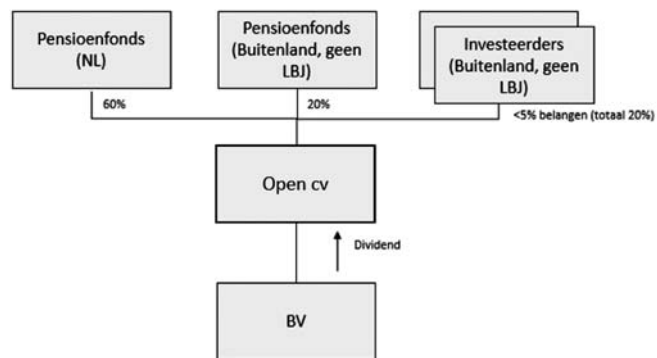 Pensioenfonds
(NL)
Pensioenfonds
(Buitenland, geen
LBJ)
Investeerders
(Buitenland, geen
LBJ)
60%
20%
<5% belangen (totaal 20%)
Open cv
Dividend
BV